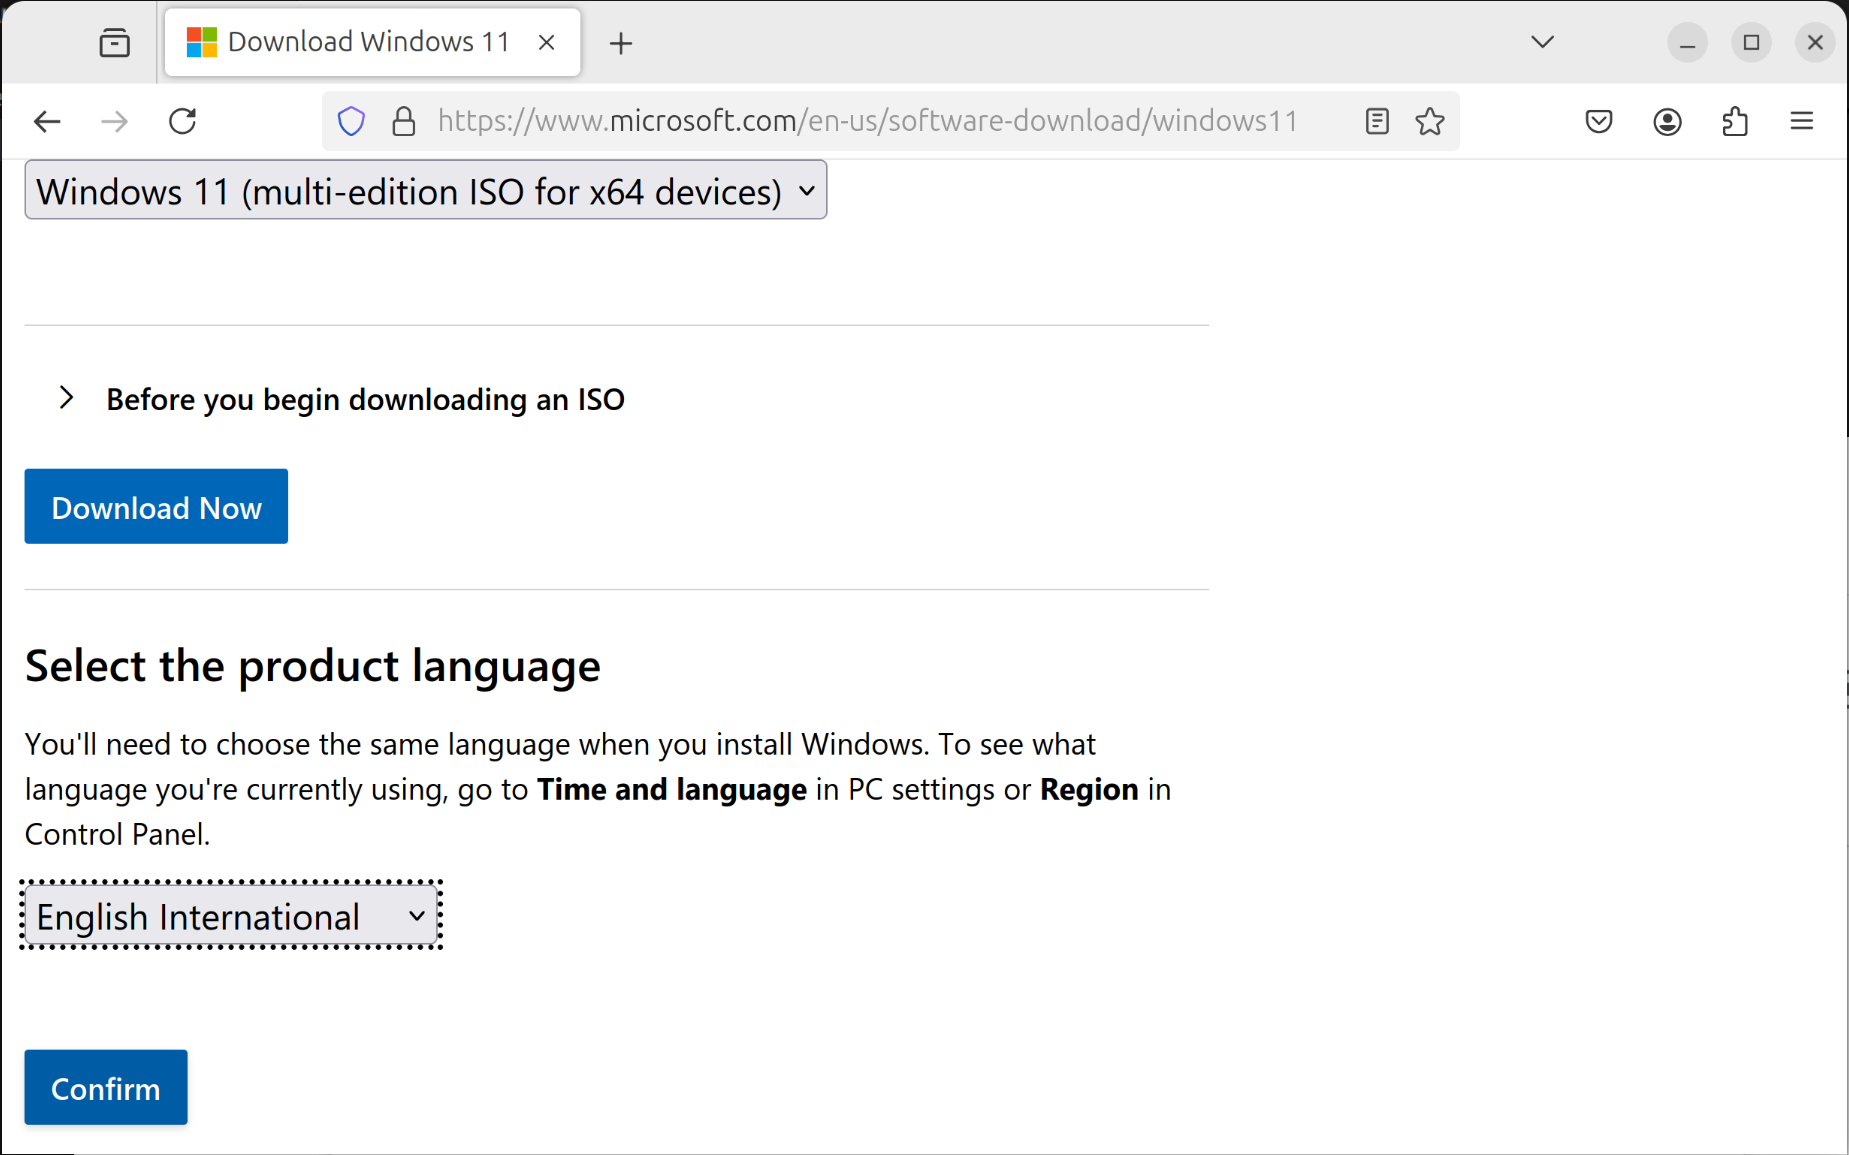 Download Windows 11
https://www.microsoft.com/en-us/software-download/windows11
Windows 11 (multi-edition ISO for x64 devices)
Before you begin downloading an ISO
Download Now
Select the product language
You'll need to choose the same language when you install Windows. To see what
language you're currently using, go to Time and language in PC settings or Region in
Control Panel.
English International
Confirm